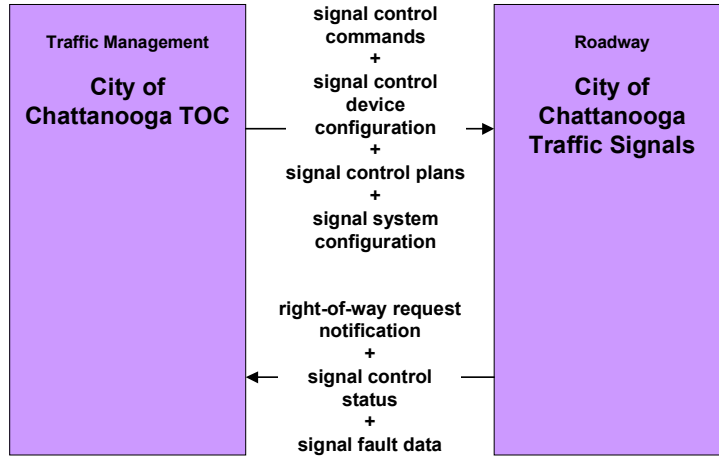 Traffic Management
City of
Chattanooga TOC
signal control
commands
+
signal control
device
configuration
+
signal control plans
+
signal system
configuration
right-of-way request
notification
+
signal control
status
+
signal fault data
Roadway
City of
Chattanooga
Traffic Signals